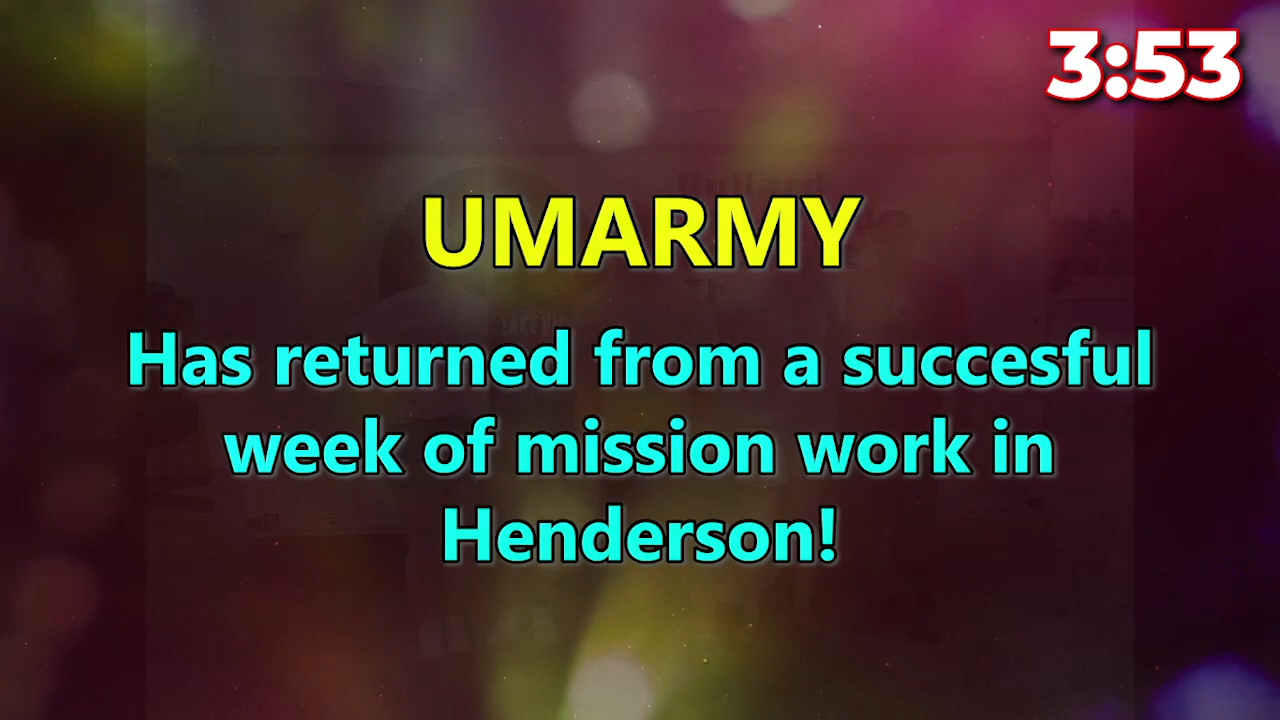 3:53
UMARMY
Has returned from a succesful
week of mission work in
Henderson!